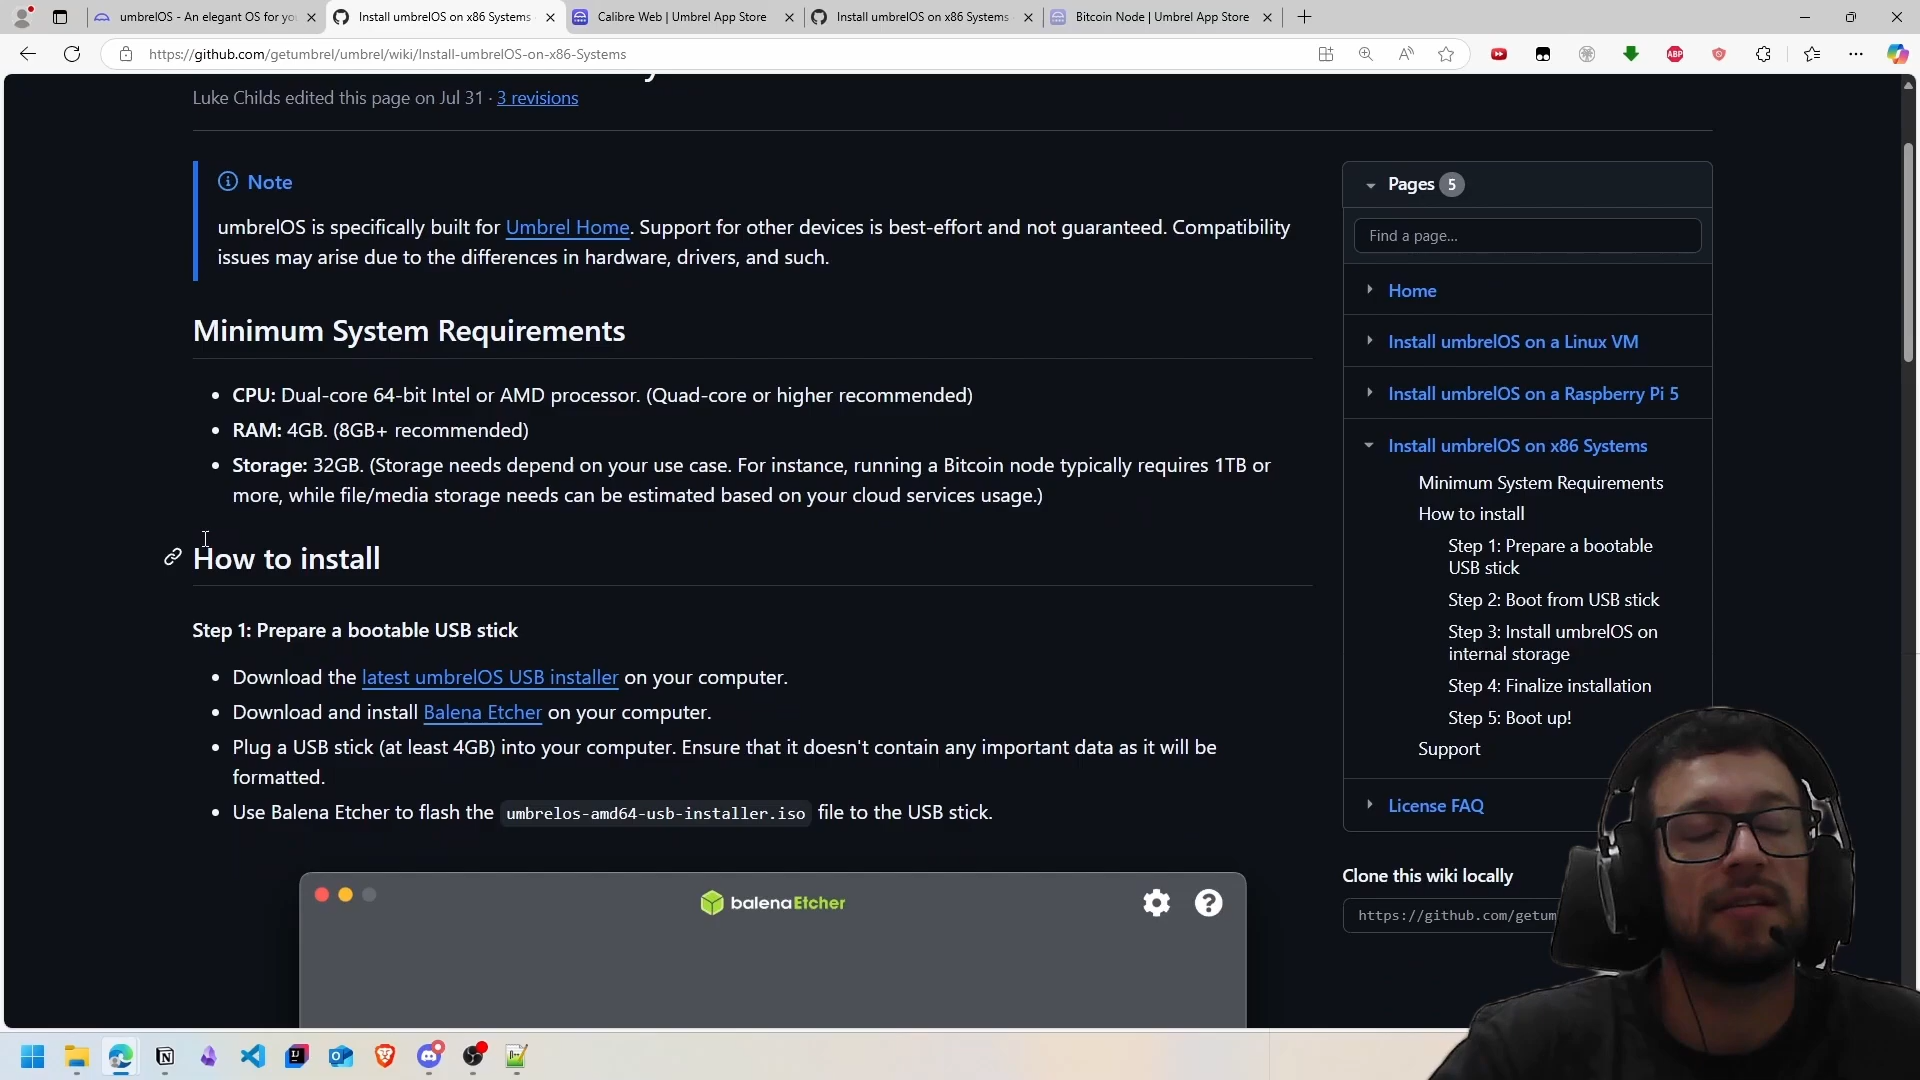 umbrelOS - An elegant OS for yo
Install umbrelOS on x86 Systems
Calibre Web | Umbrel App Store
Install umbrelOS on x86 Systems
Bitcoin Node | Umbrel App Store
https://github.com/getumbrel/umbrel/wiki/Install-umbrelOS-on-x86-Systems
ABP
Luke Childs edited this page on Jul 31 · 3 revisions
Note
umbrelOS is specifically built for Umbrel Home. Support for other devices is best-effort and not guaranteed. Compatibility
issues may arise due to the differences in hardware, drivers, and such.
Minimum System Requirements
• CPU: Dual-core 64-bit Intel or AMD processor. (Quad-core or higher recommended)
• RAM: 4GB. (8GB+ recommended)
• Storage: 32GB. (Storage needs depend on your use case. For instance, running a Bitcoin node typically requires 1TB or
more, while file/media storage needs can be estimated based on your cloud services usage.)
How to install
Step 1: Prepare a bootable USB stick
• Download the latest umbrelOS USB installer on your computer.
• Download and install Balena Etcher on your computer.
• Plug a USB stick (at least 4GB) into your computer. Ensure that it doesn't contain any important data as it will be
formatted.
• Use Balena Etcher to flash the umbrelos-amd64-usb-installer.iso file to the USB stick.
balenaEtcher
Pages 5
Find a page...
Home
Install umbrelOS on a Linux VM
Install umbrelOS on a Raspberry Pi 5
Install umbrelOS on x86 Systems
Minimum System Requirements
How to install
Step 1: Prepare a bootable
USB stick
Step 2: Boot from USB stick
Step 3: Install umbrelOS on
internal storage
Step 4: Finalize installation
Step 5: Boot up!
Support
License FAQ
Clone this wiki locally
https://github.com/getum